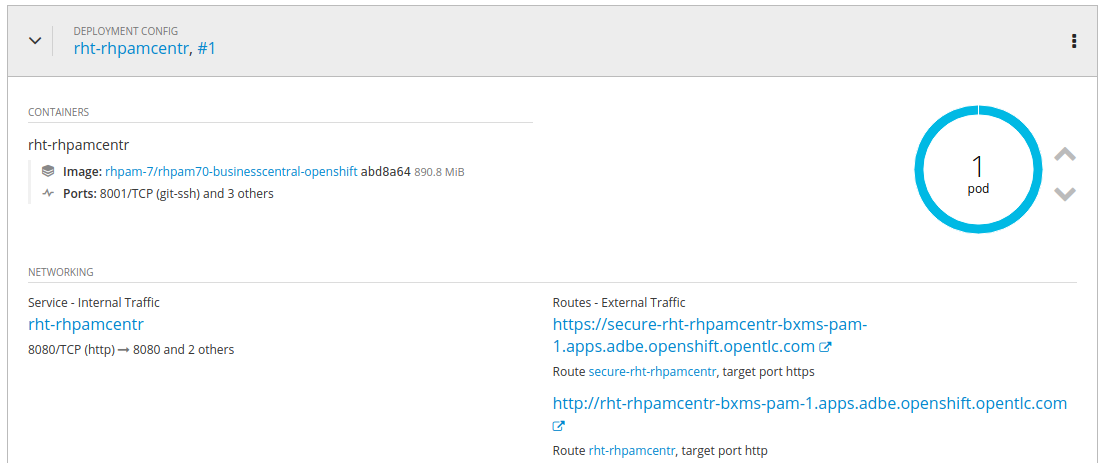 DEPLOYMENT CONFIG
rht-rhpamcentr, #1
CONTAINERS
rht-rhpamcentr
Image: rhpam-7/rhpam70-businesscentral-openshift abd8a64 890.8 MiB
Ports: 8001/TCP (git-ssh) and 3 others
1
pod
NETWORKING
Service - Internal Traffic
rht-rhpamcentr
8080/TCP (http) → 8080 and 2 others
Routes - External Traffic
https://secure-rht-rhpamcentr-bxms-pam-
1.apps.adbe.openshift.opentlc.com
Route secure-rht-rhpamcentr, target port https
http://rht-rhpamcentr-bxms-pam-1.apps.adbe.openshift.opentlc.com
Route rht-rhpamcentr, target port http